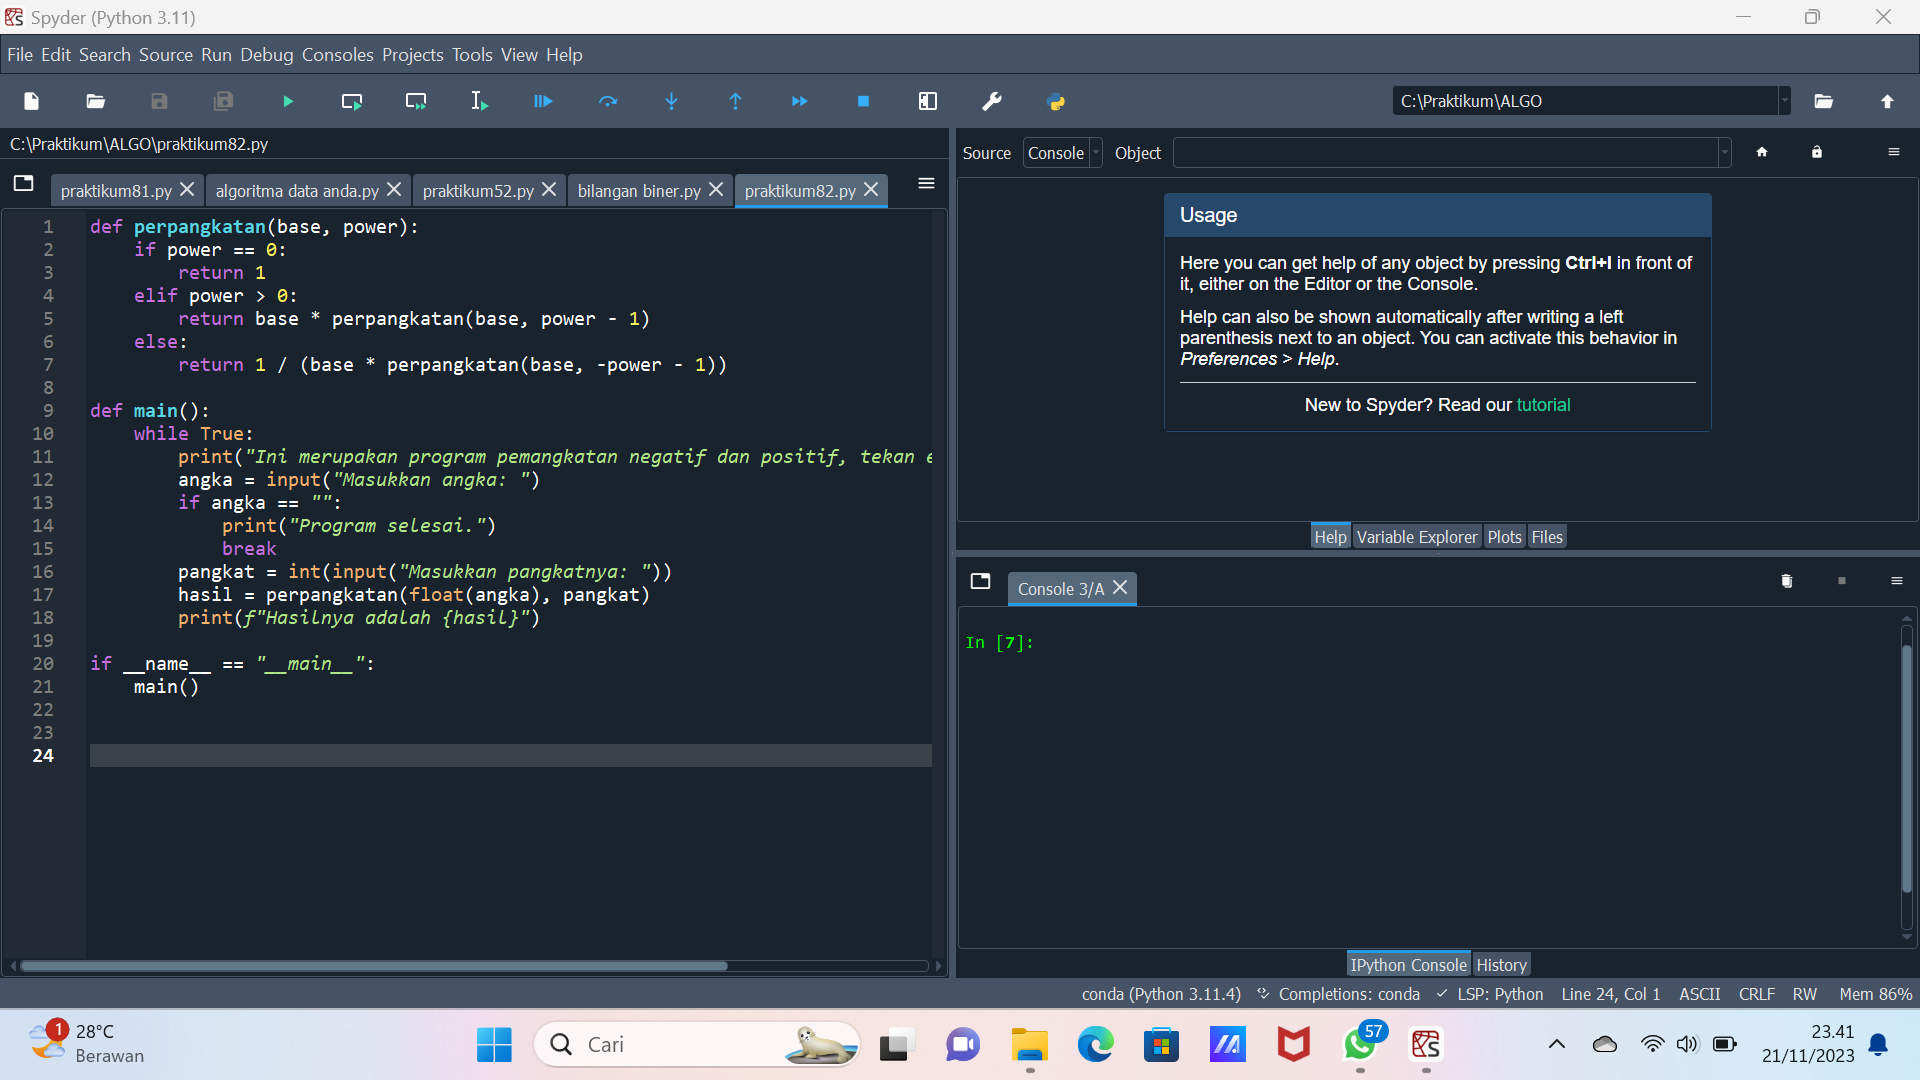 Spyder (Python 3.11)
File Edit Search Source Run Debug Consoles Projects Tools View Help
C:\Praktikum\ALGO
C:\Praktikum\ALGO\praktikum82.py
praktikum81.py algoritma data anda.py praktikum52.py bilangan biner.py praktikum82.py
1 def perpangkatan(base, power):
2     if power == 0:
3         return 1
4     elif power > 0:
5         return base * perpangkatan(base, power - 1)
6     else:
7         return 1 / (base * perpangkatan(base, -power - 1))
8
9 def main():
10     while True:
11         print("Ini merupakan program pemangkatan negatif dan positif, tekan e
12         angka = input("Masukkan angka: ")
13         if angka == "":
14             print("Program selesai.")
15             break
16         pangkat = int(input("Masukkan pangkatnya: "))
17         hasil = perpangkatan(float(angka), pangkat)
18         print(f"Hasilnya adalah {hasil}")
19
20 if __name__ == "__main__":
21     main()
22
23
24
Source Console Object
Usage
Here you can get help of any object by pressing Ctrl+I in front of
it, either on the Editor or the Console.
Help can also be shown automatically after writing a left
parenthesis next to an object. You can activate this behavior in
Preferences > Help.
New to Spyder? Read our tutorial
Help Variable Explorer Plots Files
Console 3/A
In [7]:
IPython Console History
conda (Python 3.11.4) Completions: conda LSP: Python Line 24, Col 1 ASCII CRLF RW Mem 86%
1 28°C
Berawan
Cari
57
23.41
21/11/2023